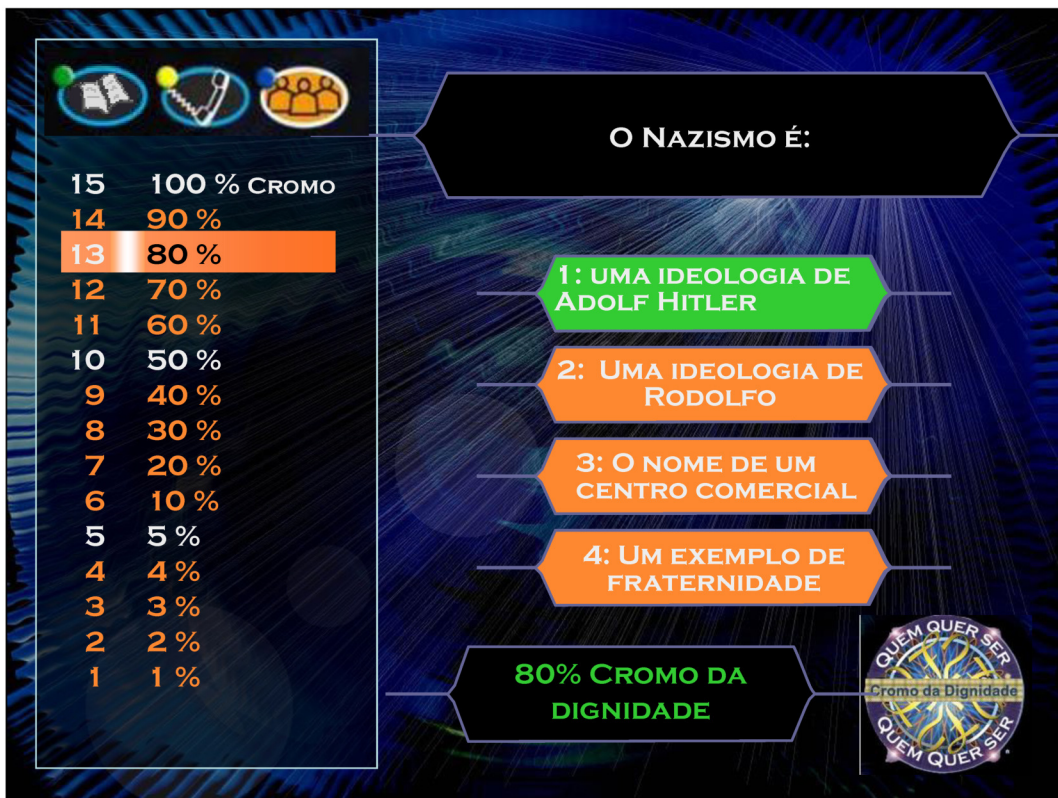 O NAZISMO É:
15 100 % CROMO
14 90 %
13 80 %
12 70 %
11 60 %
10 50 %
9 40 %
8 30 %
7 20 %
6 10 %
5 5 %
4 4 %
3 3 %
2 2 %
1 1 %
1: UMA IDEOLOGIA DE
ADOLF HITLER
2: UMA IDEOLOGIA DE
RODOLFO
3: O NOME DE UM
CENTRO COMERCIAL
4: UM EXEMPLO DE
FRATERNIDADE
80% CROMO DA
DIGNIDADE
QUEM QUER SER
Cromo da Dignidade
QUEM QUER SER